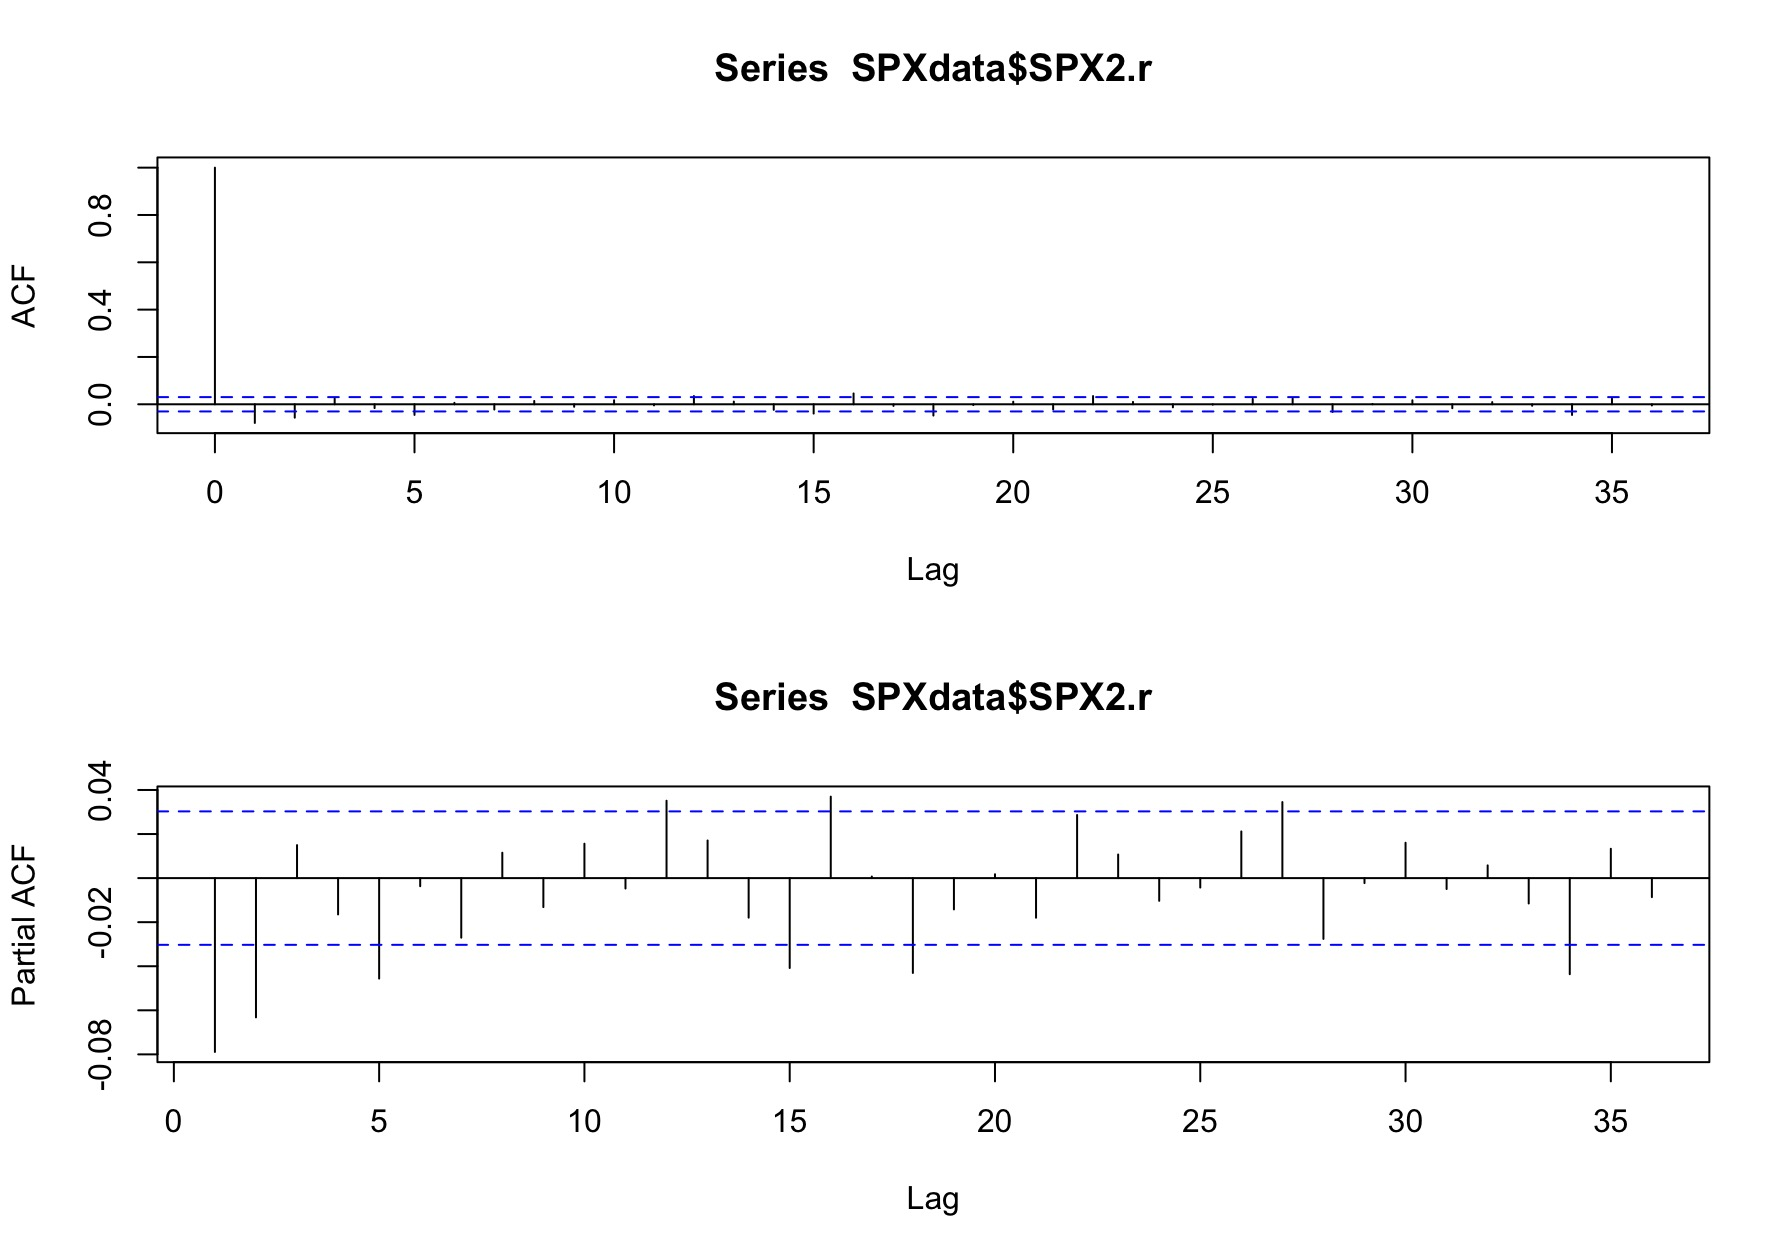 Series  SPXdata$SPX2.r
ACF
0.8
0.4
0.0
0 5 10 15 20 25 30 35
Lag
Series  SPXdata$SPX2.r
Partial ACF
0.04
-0.02
-0.08
0 5 10 15 20 25 30 35
Lag